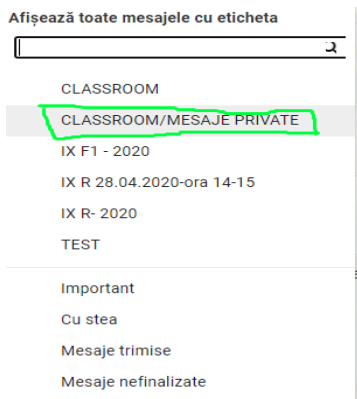 Afișează toate mesajele cu eticheta
CLASSROOM
CLASSROOM/MESAJE PRIVATE
IX F1 - 2020
IX R 28.04.2020-ora 14-15
IX R- 2020
TEST
Important
Cu stea
Mesaje trimise
Mesaje nefinalizate